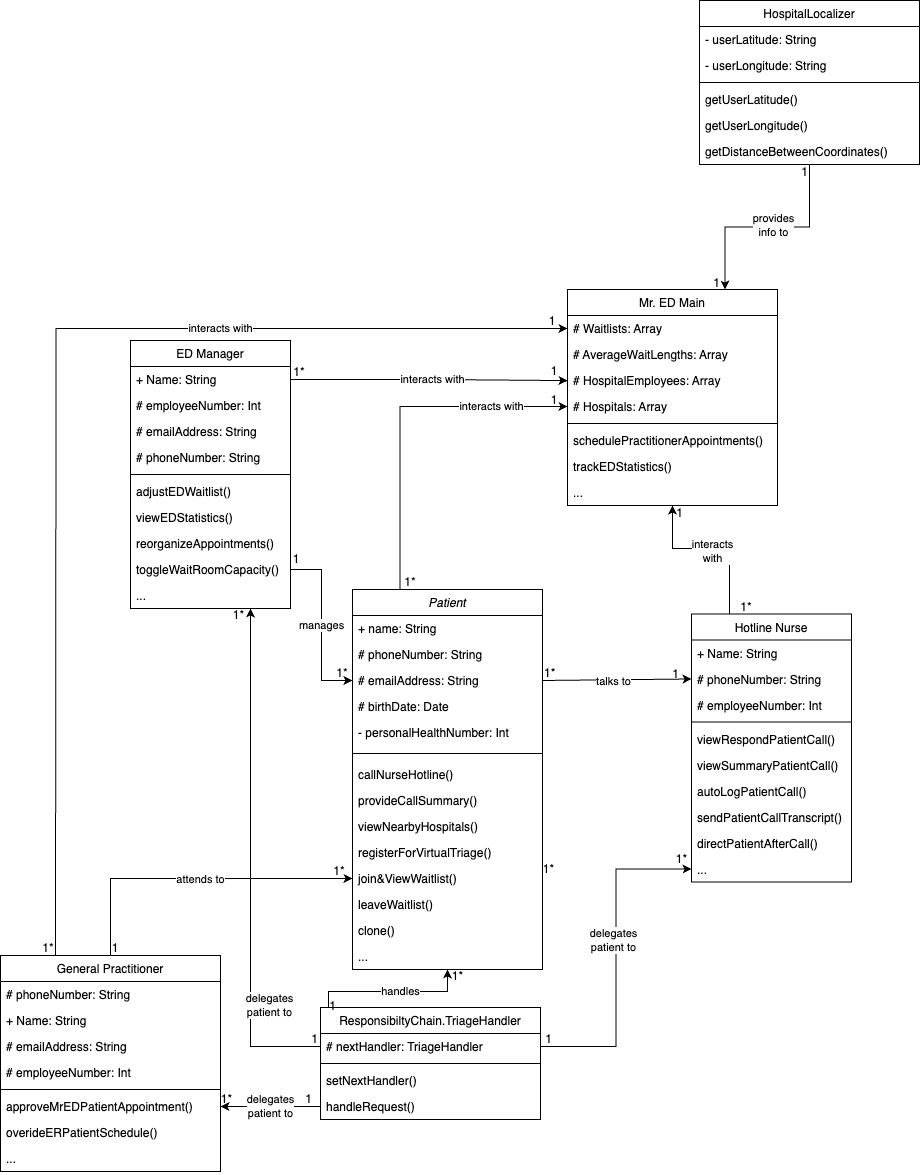 HospitalLocalizer
- userLatitude: String
- userLongitude: String
getUserLatitude()
getUserLongitude()
getDistanceBetweenCoordinates()
1
provides
info to
1
Mr. ED Main
# Waitlists: Array
# AverageWaitLengths: Array
# HospitalEmployees: Array
# Hospitals: Array
schedulePractitionerAppointments()
trackEDStatistics()
...
interacts with
1
ED Manager
+ Name: String
# employeeNumber: Int
# emailAddress: String
# phoneNumber: String
adjustEDWaitlist()
viewEDStatistics()
reorganizeAppointments()
toggleWaitRoomCapacity()
...
1*
interacts with
1
interacts with
1
1
interacts
with
1*
1
manages
1*
1*
1*
Patient
+ name: String
# phoneNumber: String
# emailAddress: String
# birthDate: Date
- personalHealthNumber: Int
callNurseHotline()
provideCallSummary()
viewNearbyHospitals()
registerForVirtualTriage()
join&ViewWaitlist()
leaveWaitlist()
clone()
...
1*
talks to
1
Hotline Nurse
+ Name: String
# phoneNumber: String
# employeeNumber: Int
viewRespondPatientCall()
viewSummaryPatientCall()
autoLogPatientCall()
sendPatientCallTranscript()
directPatientAfterCall()
...
1*
1*
attends to
1*
delegates
patient to
1*
1
General Practitioner
# phoneNumber: String
+ Name: String
# emailAddress: String
# employeeNumber: Int
approveMrEDPatientAppointment()
overideERPatientSchedule()
...
delegates
patient to
1
handles
1*
1
ResponsibiltyChain.TriageHandler
# nextHandler: TriageHandler
setNextHandler()
handleRequest()
1
1*
delegates
patient to
1